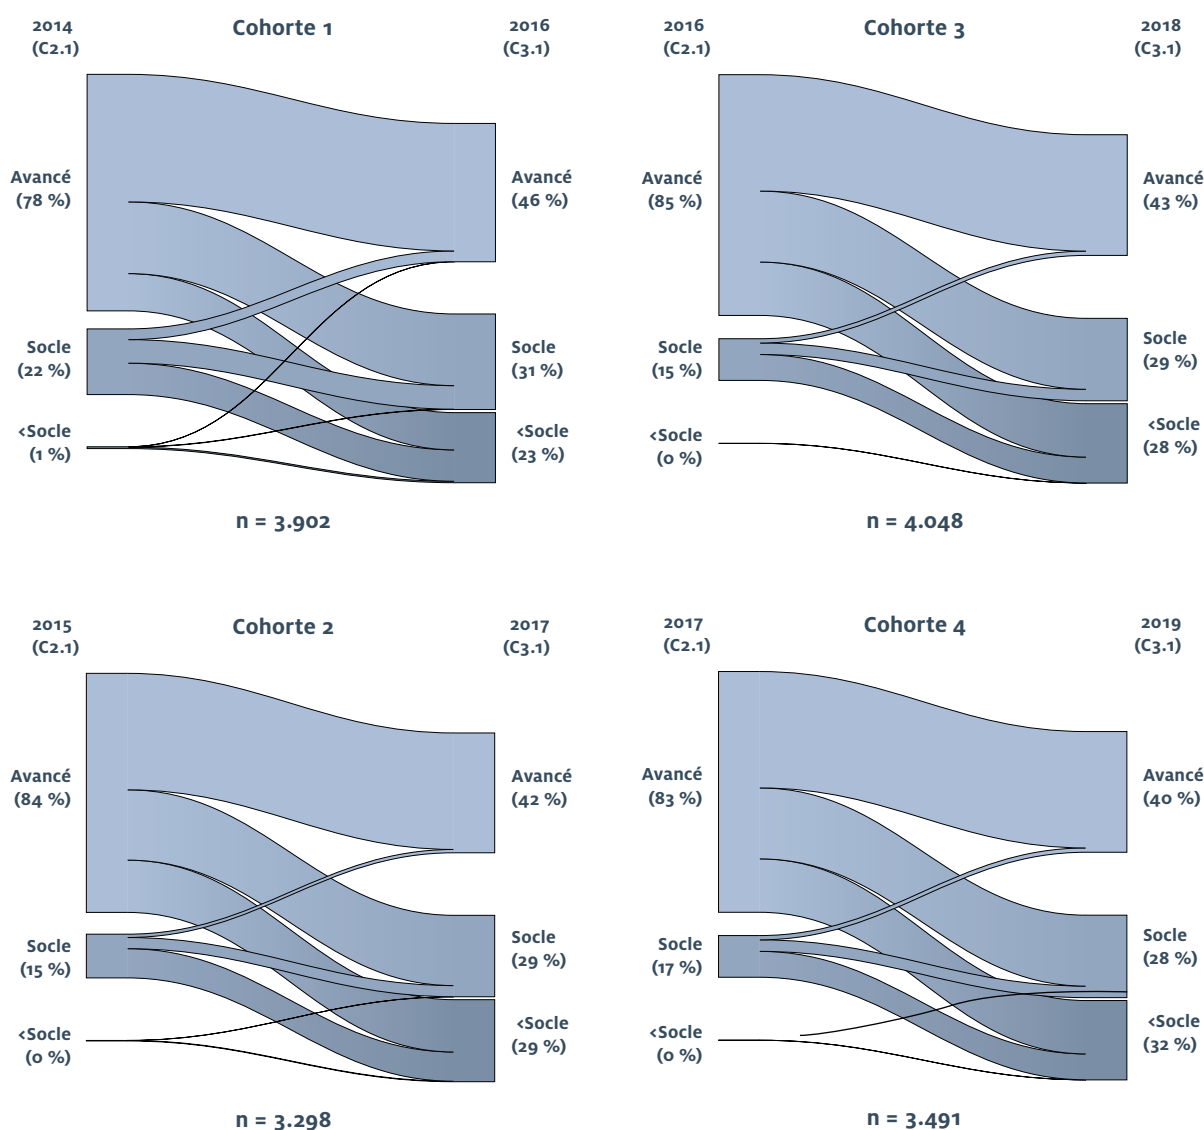 Cohorte 1
2014
(C2.1)
2016
(C3.1)
Avancé
(78 %)
Socle
(22 %)
<Socle
(1 %)
Avancé
(46 %)
Socle
(31 %)
<Socle
(23 %)
n = 3.902
Cohorte 3
2016
(C2.1)
2018
(C3.1)
Avancé
(85 %)
Socle
(15 %)
<Socle
(0 %)
Avancé
(43 %)
Socle
(29 %)
<Socle
(28 %)
n = 4.048
Cohorte 2
2015
(C2.1)
2017
(C3.1)
Avancé
(84 %)
Socle
(15 %)
<Socle
(0 %)
Avancé
(42 %)
Socle
(29 %)
<Socle
(29 %)
n = 3.298
Cohorte 4
2017
(C2.1)
2019
(C3.1)
Avancé
(83 %)
Socle
(17 %)
<Socle
(0 %)
Avancé
(40 %)
Socle
(28 %)
<Socle
(32 %)
n = 3.491